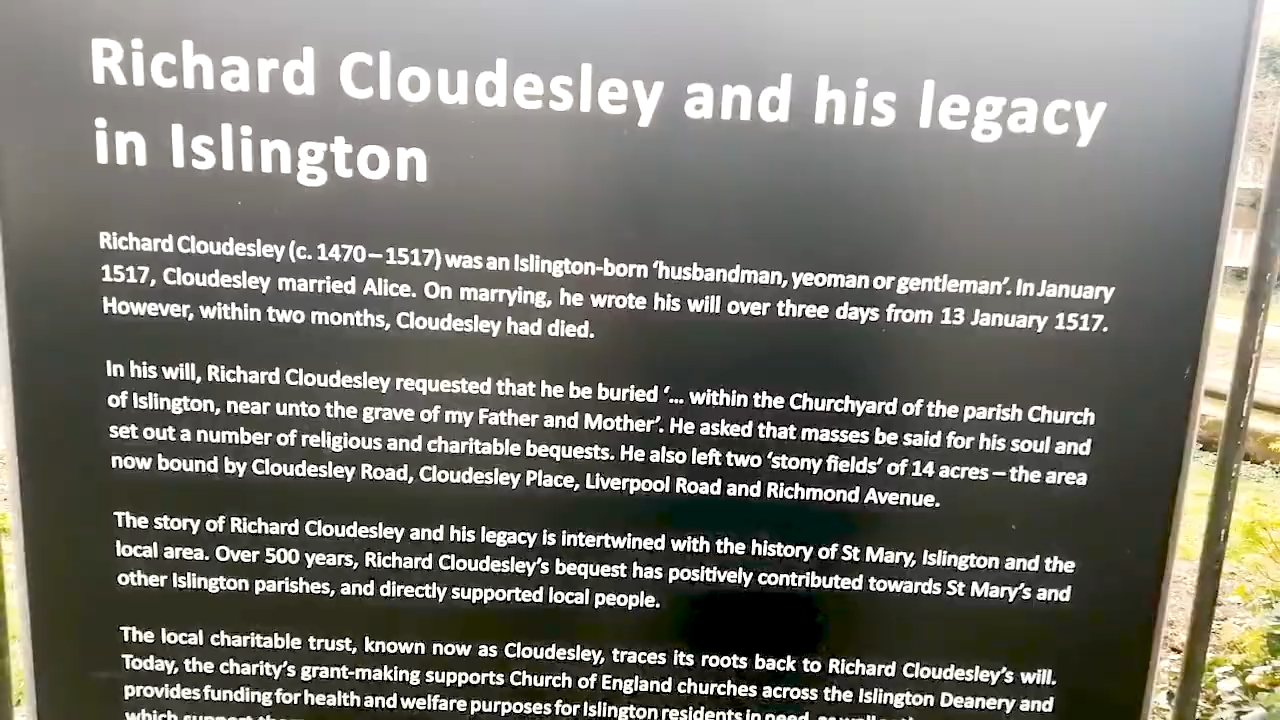 Richard Cloudesley and his legacy
in Islington
Richard Cloudesley (c. 1470 – 1517) was an Islington-born ‘husbandman, yeoman or gentleman’. In January
1517, Cloudesley married Alice. On marrying, he wrote his will over three days from 13 January 1517.
However, within two months, Cloudesley had died.
In his will, Richard Cloudesley requested that he be buried ‘... within the Churchyard of the parish Church
of Islington, near unto the grave of my Father and Mother’. He asked that masses be said for his soul and
set out a number of religious and charitable bequests. He also left two ‘stony fields’ of 14 acres – the area
now bound by Cloudesley Road, Cloudesley Place, Liverpool Road and Richmond Avenue.
The story of Richard Cloudesley and his legacy is intertwined with the history of St Mary, Islington and the
local area. Over 500 years, Richard Cloudesley’s bequest has positively contributed towards St Mary’s and
other Islington parishes, and directly supported local people.
The local charitable trust, known now as Cloudesley, traces its roots back to Richard Cloudesley’s will.
Today, the charity’s grant-making supports Church of England churches across the Islington Deanery and
provides funding for health and welfare purposes for Islington residents in need, as well
which support